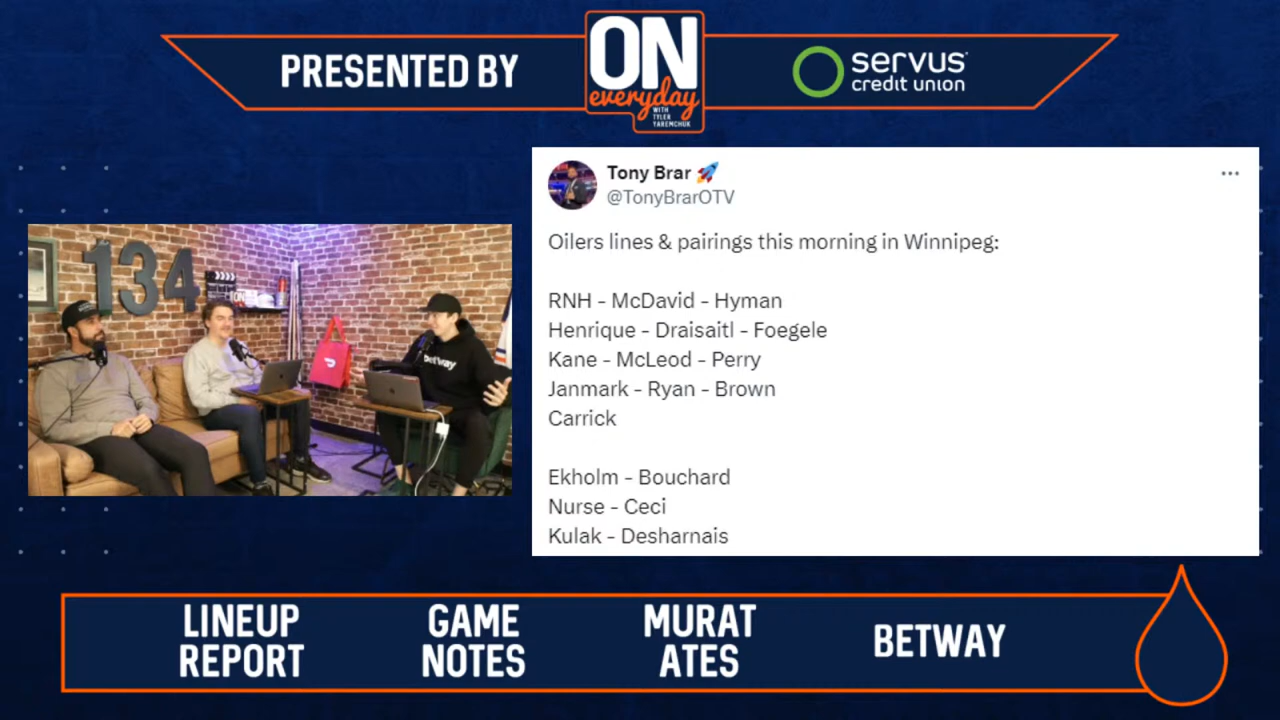 PRESENTED BY
ON
everyday
WITH
TYLER
YAREMCHUK
servus
credit union
Tony Brar 🚀
@TonyBrarOTV
Oilers lines & pairings this morning in Winnipeg:
RNH - McDavid - Hyman
Henrique - Draisaitl - Foegele
Kane - McLeod - Perry
Janmark - Ryan - Brown
Carrick
Ekholm - Bouchard
Nurse - Ceci
Kulak - Desharnais
134
ON
betway
LINEUP
REPORT
GAME
NOTES
MURAT
ATES
BETWAY